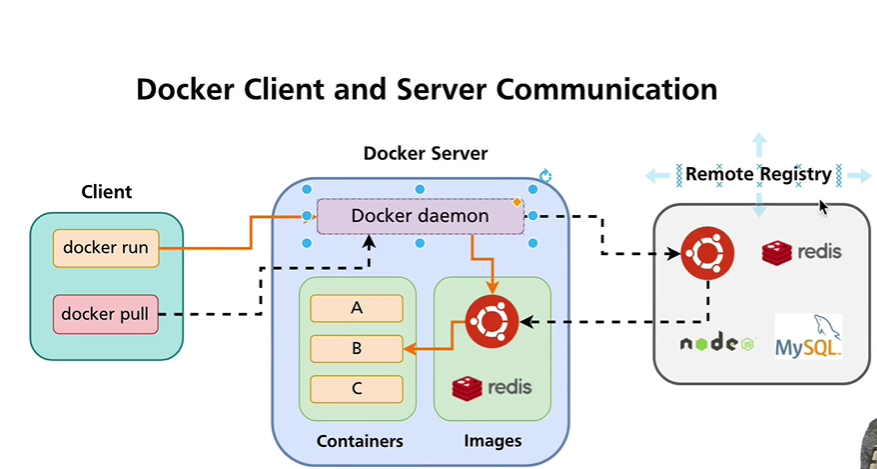 Docker Client and Server Communication
Docker Server
Client
Remote Registry
docker run
docker pull
Docker daemon
A
B
C
redis
Containers
Images
redis
node JS
MySQL